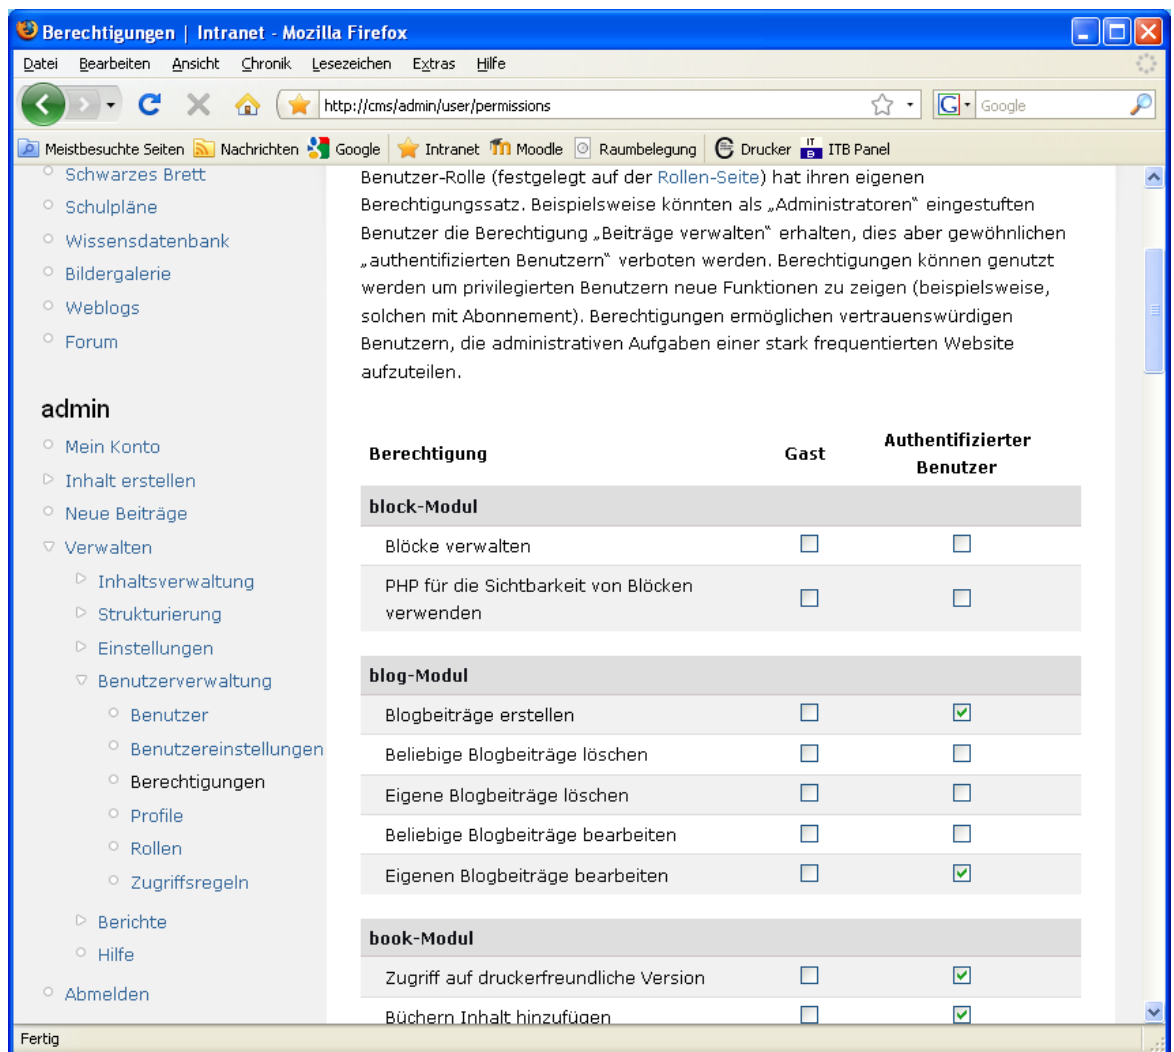 Berechtigungen | Intranet - Mozilla Firefox
Datei Bearbeiten Ansicht Chronik Lesezeichen Extras Hilfe
http://cms/admin/user/permissions
G Google
Meistbesuchte Seiten Nachrichten Google Intranet Moodle Raumbelegung Drucker IT B ITB Panel
Schwarzes Brett
Schulpläne
Wissensdatenbank
Bildergalerie
Weblogs
Forum
admin
Mein Konto
Inhalt erstellen
Neue Beiträge
Verwalten
Inhaltsverwaltung
Strukturierung
Einstellungen
Benutzerverwaltung
Benutzer
Benutzereinstellungen
Berechtigungen
Profile
Rollen
Zugriffsregeln
Berichte
Hilfe
Abmelden
Benutzer-Rolle (festgelegt auf der Rollen-Seite) hat ihren eigenen
Berechtigungssatz. Beispielsweise könnten als „Administratoren“ eingestuften
Benutzer die Berechtigung „Beiträge verwalten“ erhalten, dies aber gewöhnlichen
„authentifizierten Benutzern“ verboten werden. Berechtigungen können genutzt
werden um privilegierten Benutzern neue Funktionen zu zeigen (beispielsweise,
solchen mit Abonnement). Berechtigungen ermöglichen vertrauenswürdigen
Benutzern, die administrativen Aufgaben einer stark frequentierten Website
aufzuteilen.
Berechtigung Gast Authentifizierter
Benutzer
block-Modul
Blöcke verwalten
PHP für die Sichtbarkeit von Blöcken
verwenden
blog-Modul
Blogbeiträge erstellen
Beliebige Blogbeiträge löschen
Eigene Blogbeiträge löschen
Beliebige Blogbeiträge bearbeiten
Eigenen Blogbeiträge bearbeiten
book-Modul
Zugriff auf druckerfreundliche Version
Büchern Inhalt hinzufügen
Fertig